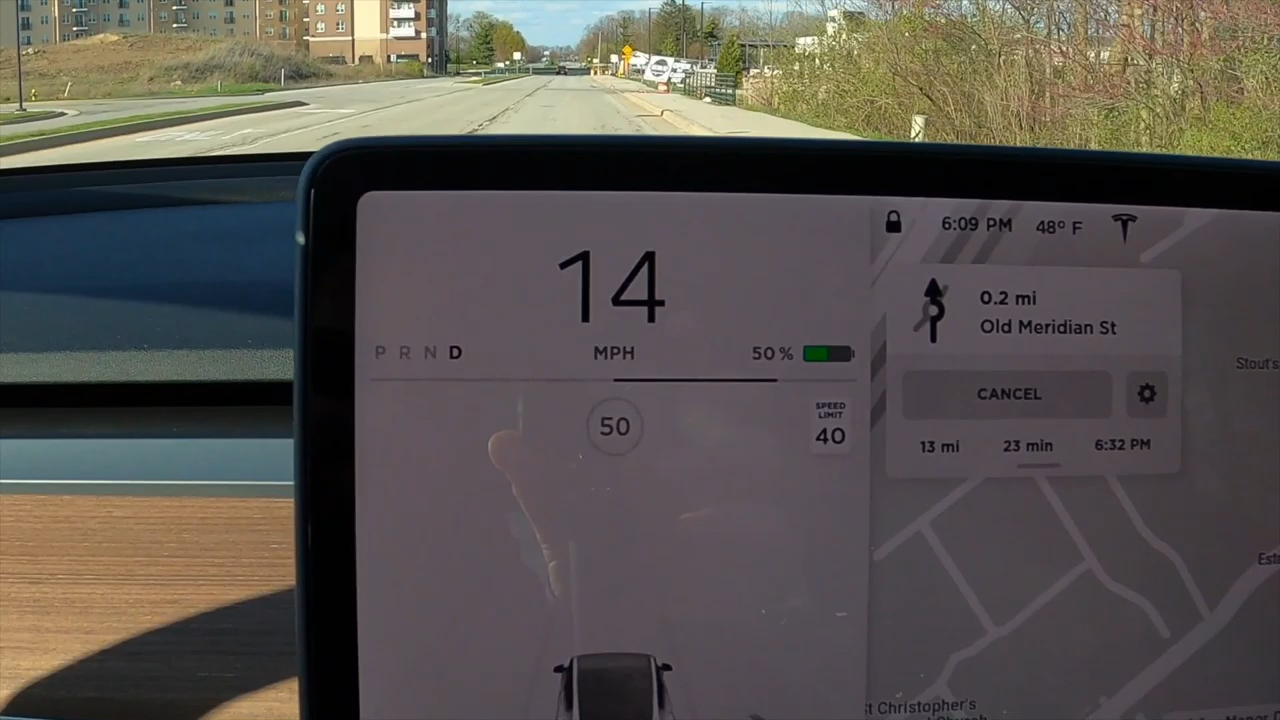 14
P R N D
MPH
50 %
50
SPEED
LIMIT
40
6:09 PM
48° F
0.2 mi
Old Meridian St
CANCEL
13 mi
23 min
6:32 PM
Stout's
Est
St Christopher's